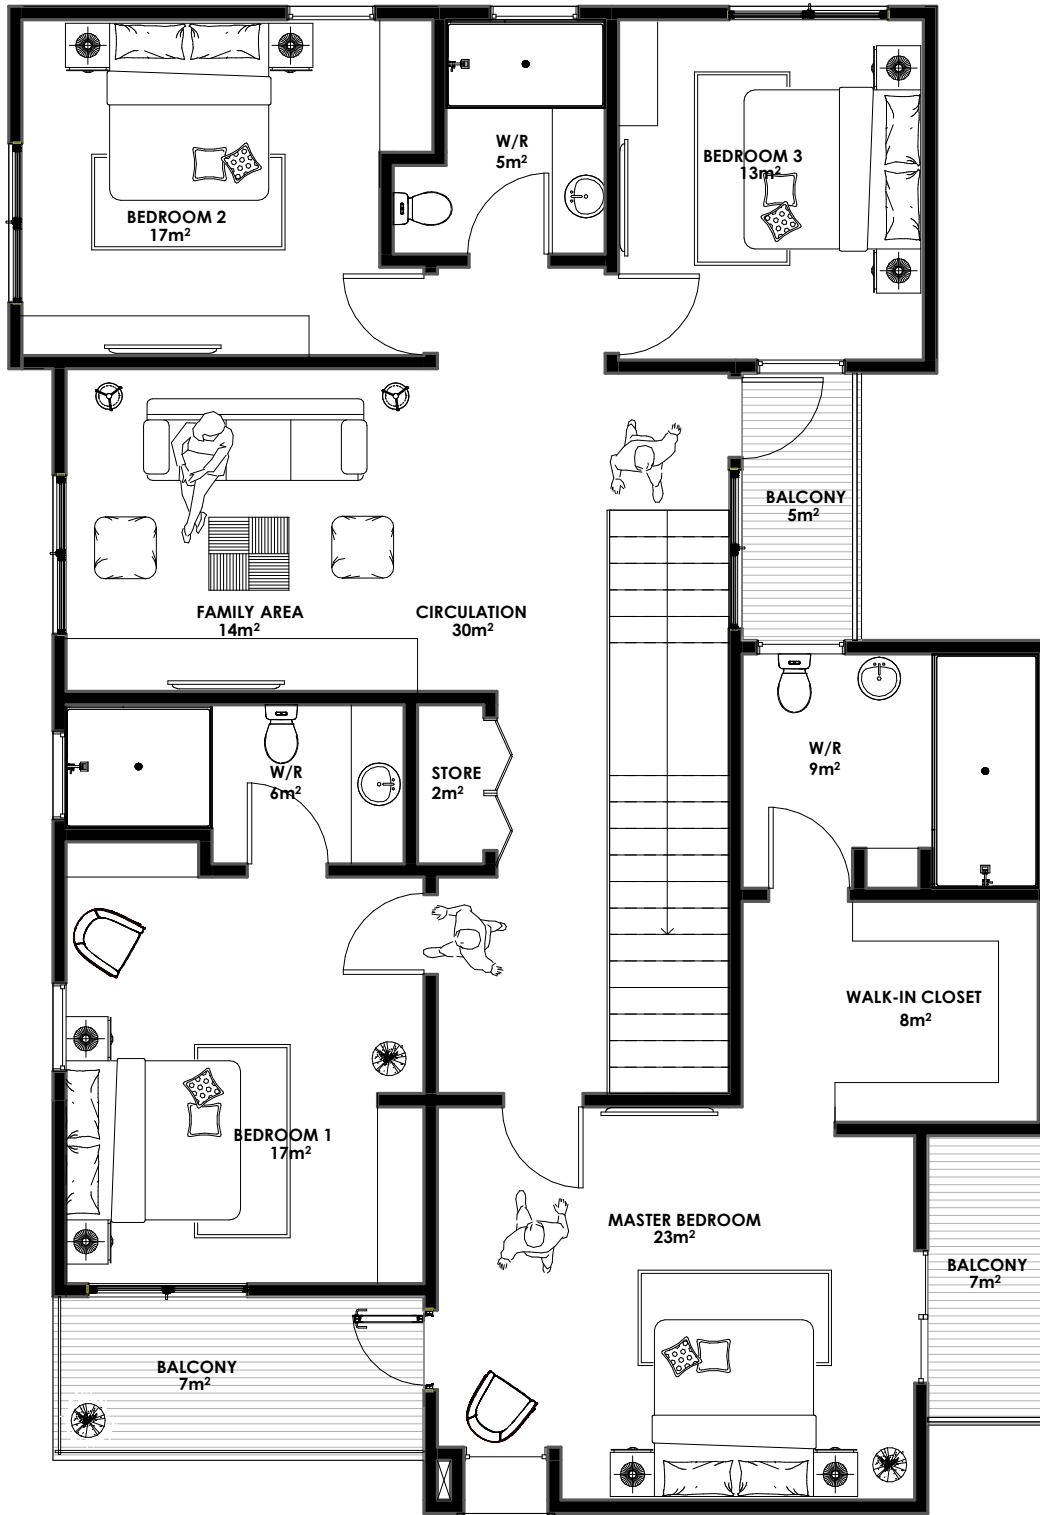 W/R
5m²
BEDROOM 3
13m²
BEDROOM 2
17m²
BALCONY
5m²
FAMILY AREA
14m²
CIRCULATION
30m²
W/R
9m²
W/R
6m²
STORE
2m²
WALK-IN CLOSET
8m²
BEDROOM 1
17m²
MASTER BEDROOM
23m²
BALCONY
7m²
BALCONY
7m²